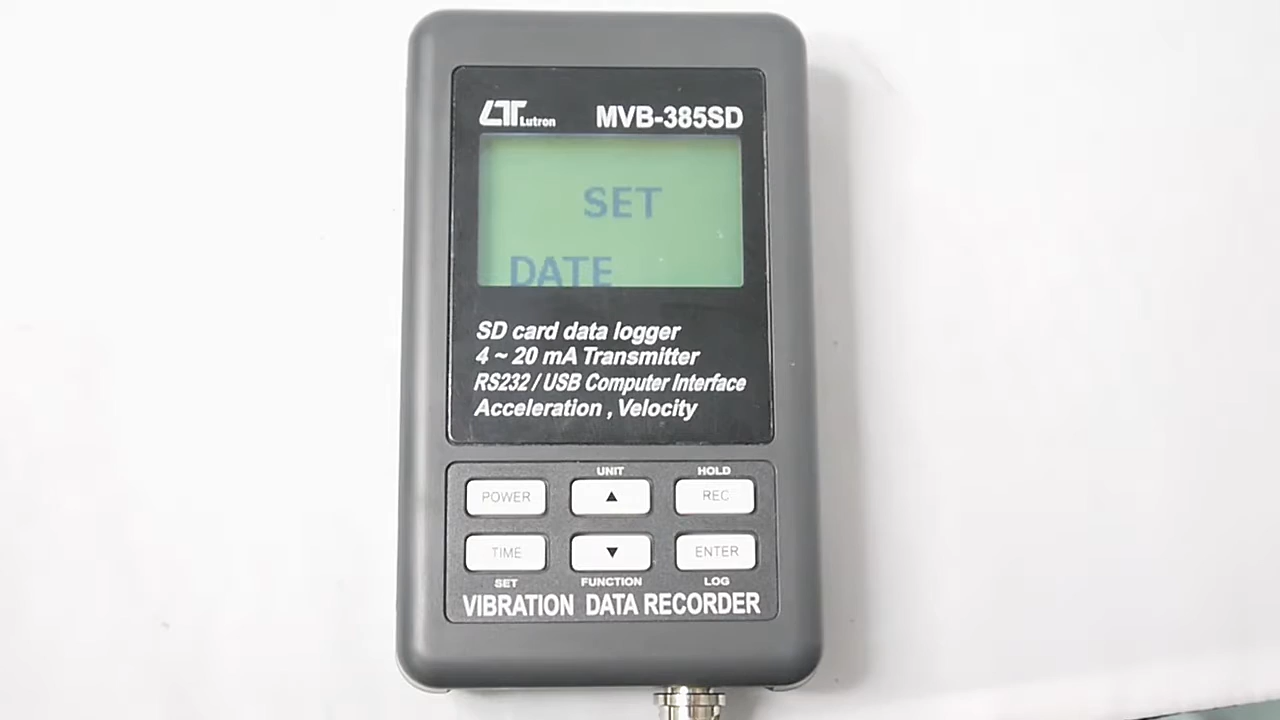 LT Lutron MVB-385SD
SET
DATE
SD card data logger
4 ~ 20 mA Transmitter
RS232 / USB Computer Interface
Acceleration , Velocity
UNIT HOLD
POWER ▲ REC
TIME ▼ ENTER
SET FUNCTION LOG
VIBRATION DATA RECORDER